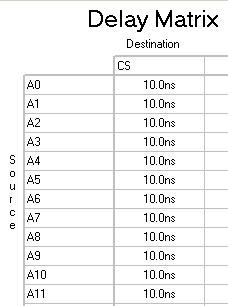 Delay Matrix
Destination
CS
Source
A0 10.0ns
A1 10.0ns
A2 10.0ns
A3 10.0ns
A4 10.0ns
A5 10.0ns
A6 10.0ns
A7 10.0ns
A8 10.0ns
A9 10.0ns
A10 10.0ns
A11 10.0ns